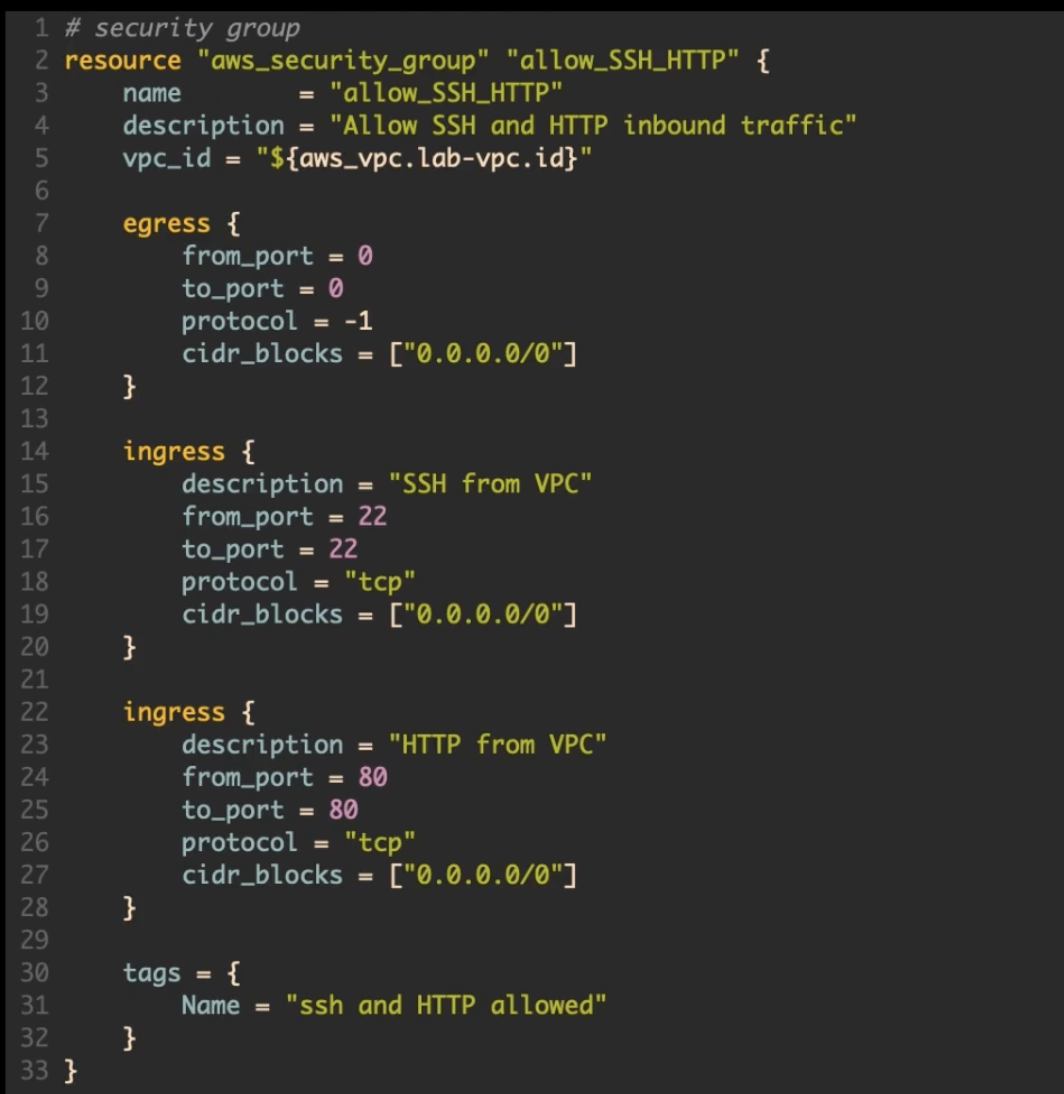 1 # security group
2 resource "aws_security_group" "allow_SSH_HTTP" {
3     name        = "allow_SSH_HTTP"
4     description = "Allow SSH and HTTP inbound traffic"
5     vpc_id = "${aws_vpc.lab-vpc.id}"
6
7     egress {
8         from_port = 0
9         to_port = 0
10         protocol = -1
11         cidr_blocks = ["0.0.0.0/0"]
12     }
13
14     ingress {
15         description = "SSH from VPC"
16         from_port = 22
17         to_port = 22
18         protocol = "tcp"
19         cidr_blocks = ["0.0.0.0/0"]
20     }
21
22     ingress {
23         description = "HTTP from VPC"
24         from_port = 80
25         to_port = 80
26         protocol = "tcp"
27         cidr_blocks = ["0.0.0.0/0"]
28     }
29
30     tags = {
31         Name = "ssh and HTTP allowed"
32     }
33 }